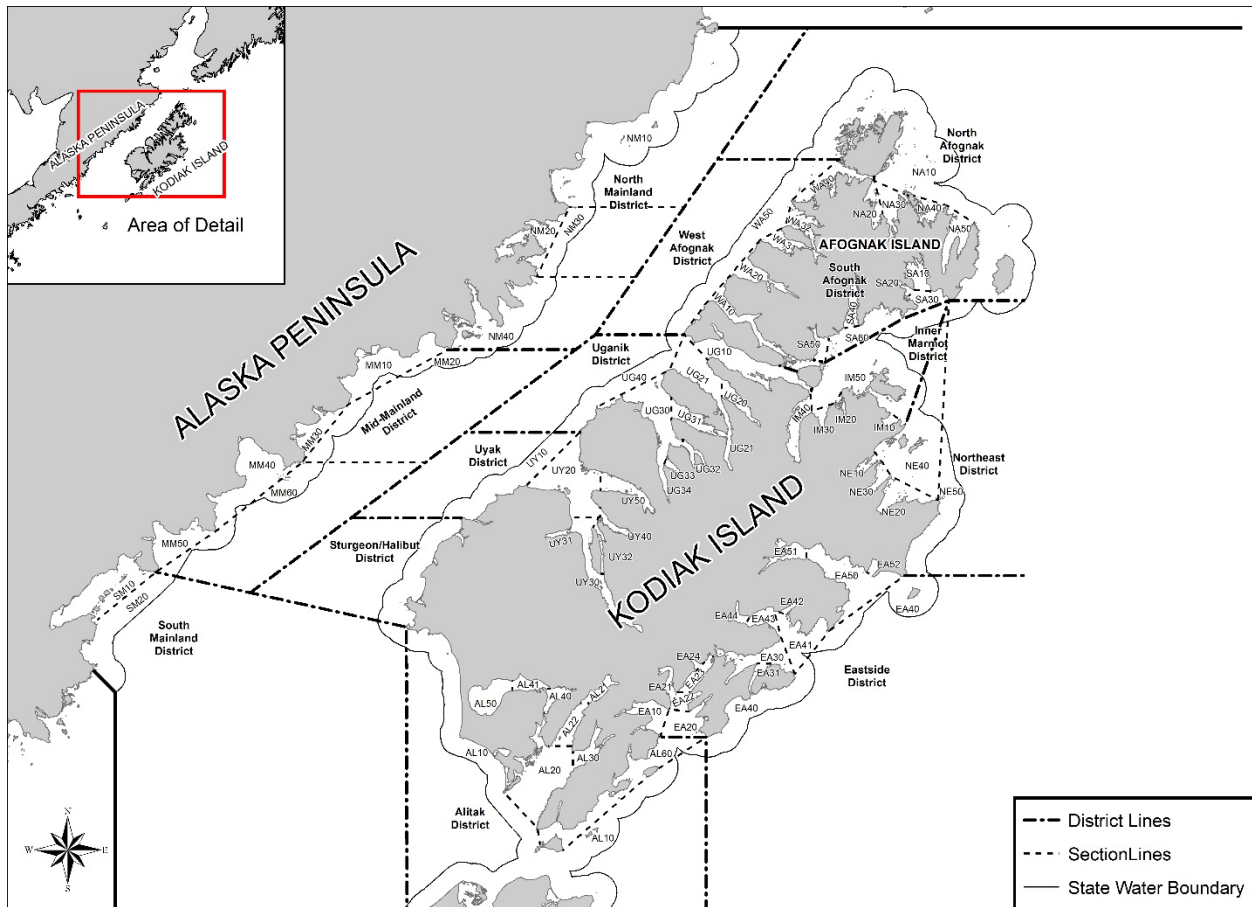 ALASKA PENINSULA
KODIAK ISLAND
Area of Detail
NM10
North
Mainland
District
NM20
NM30
NM40
North
Afognak
District
NA10
NA20
NA30
NA40
NA50
WA50
WA32
WA31
WA20
WA10
West
Afognak
District
AFOGNAK ISLAND
South
Afognak
District
SA10
SA20
SA30
SA40
SA50
SA60
Inner
Marmot
District
ALASKA PENINSULA
MM10
MM20
MM30
Mid-Mainland
District
MM40
MM60
MM50
SM10
SM20
South
Mainland
District
Uganik
District
UG10
UG40
UG21
UG20
UG30
UG31
UG21
UG32
UG33
UG34
IM50
IM40
IM30
IM20
IM10
NE40
NE10
NE30
NE20
NE50
Northeast
District
Uyak
District
UY10
UY20
UY50
UY31
UY40
UY32
UY30
Sturgeon/Halibut
District
KODIAK ISLAND
EA51
EA50
EA52
EA40
EA42
EA44
EA43
EA41
EA24
EA30
EA31
EA23
EA21
EA22
EA10
EA20
EA40
Eastside
District
AL41
AL50
AL40
AL21
AL22
AL10
AL20
AL30
AL60
AL10
Alitak
District
N
W
E
S
District Lines
SectionLines
State Water Boundary